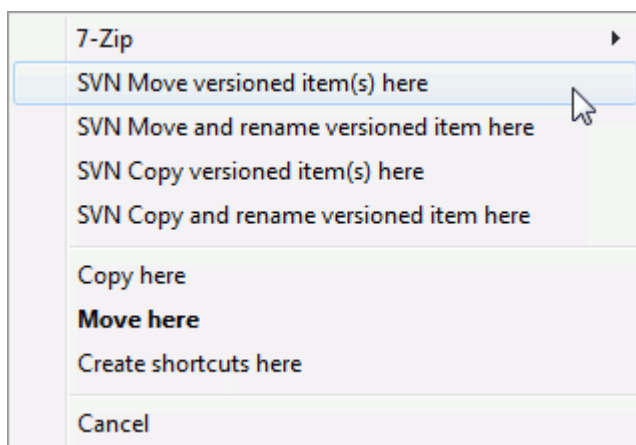 7-Zip
SVN Move versioned item(s) here
SVN Move and rename versioned item here
SVN Copy versioned item(s) here
SVN Copy and rename versioned item here
Copy here
Move here
Create shortcuts here
Cancel